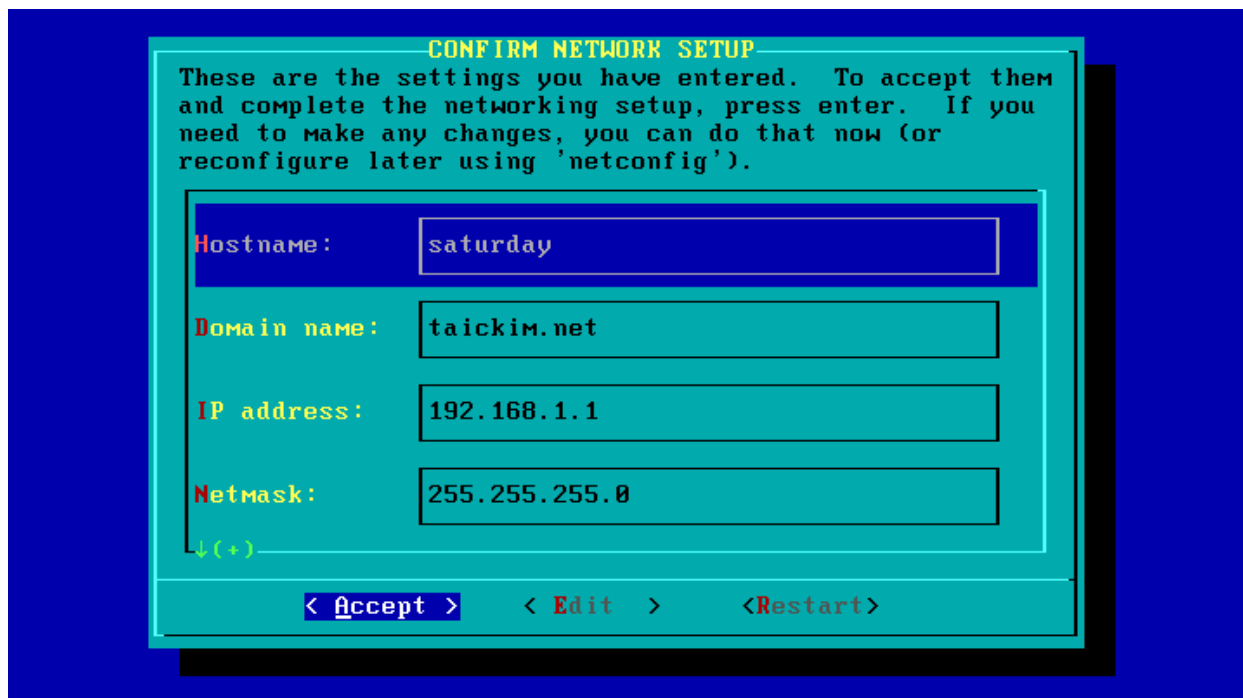 CONFIRM NETWORK SETUP
These are the settings you have entered.  To accept them
and complete the networking setup, press enter.  If you
need to make any changes, you can do that now (or
reconfigure later using 'netconfig').
Hostname: saturday
Domain name: taickim.net
IP address: 192.168.1.1
Netmask: 255.255.255.0
↓(+)
< Accept > < Edit > <Restart>